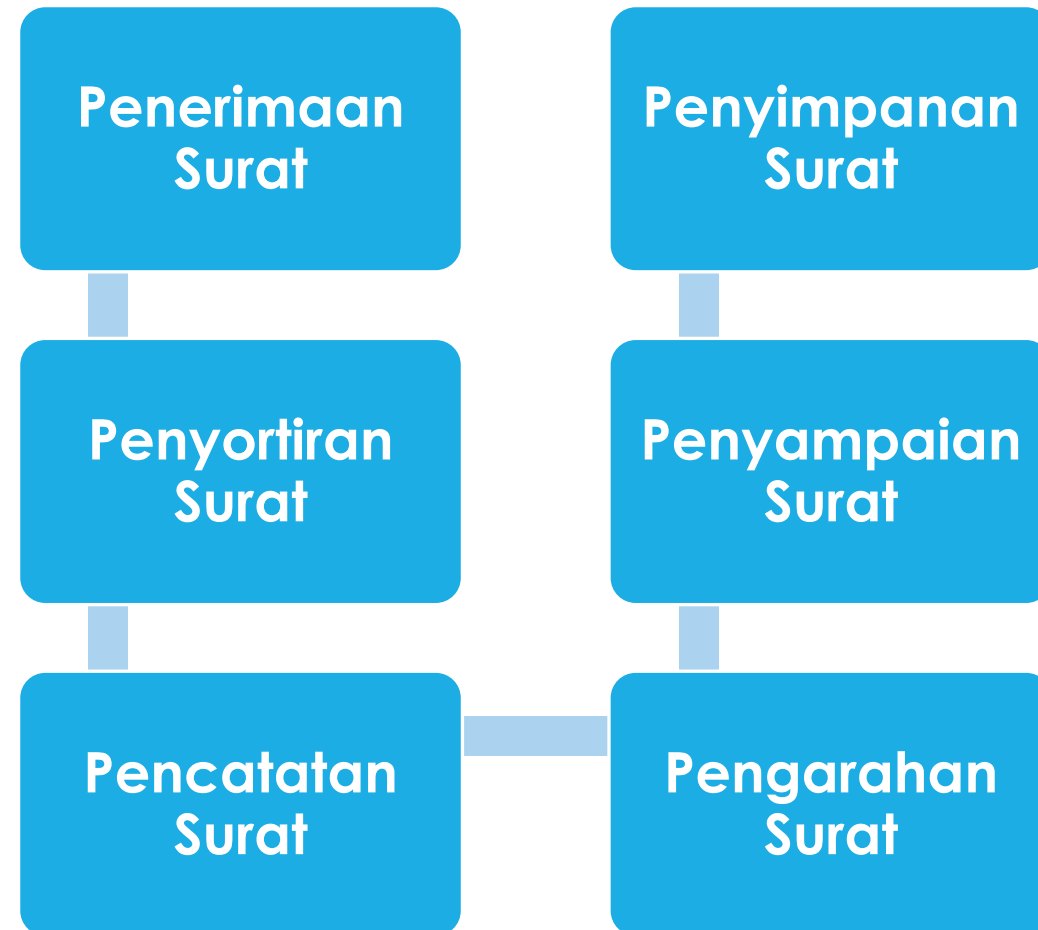 Penerimaan
Surat
Penyortiran
Surat
Pencatatan
Surat
Pengarahan
Surat
Penyampaian
Surat
Penyimpanan
Surat